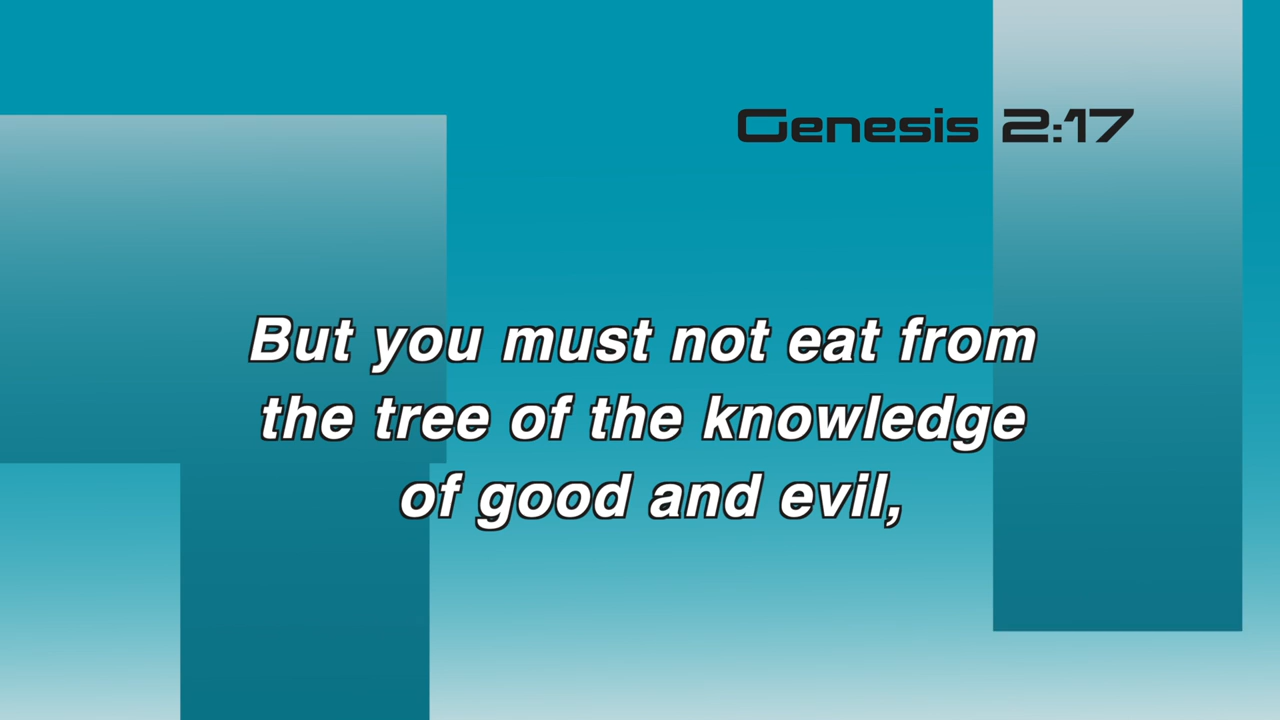 Genesis 2:17
But you must not eat from
the tree of the knowledge
of good and evil,